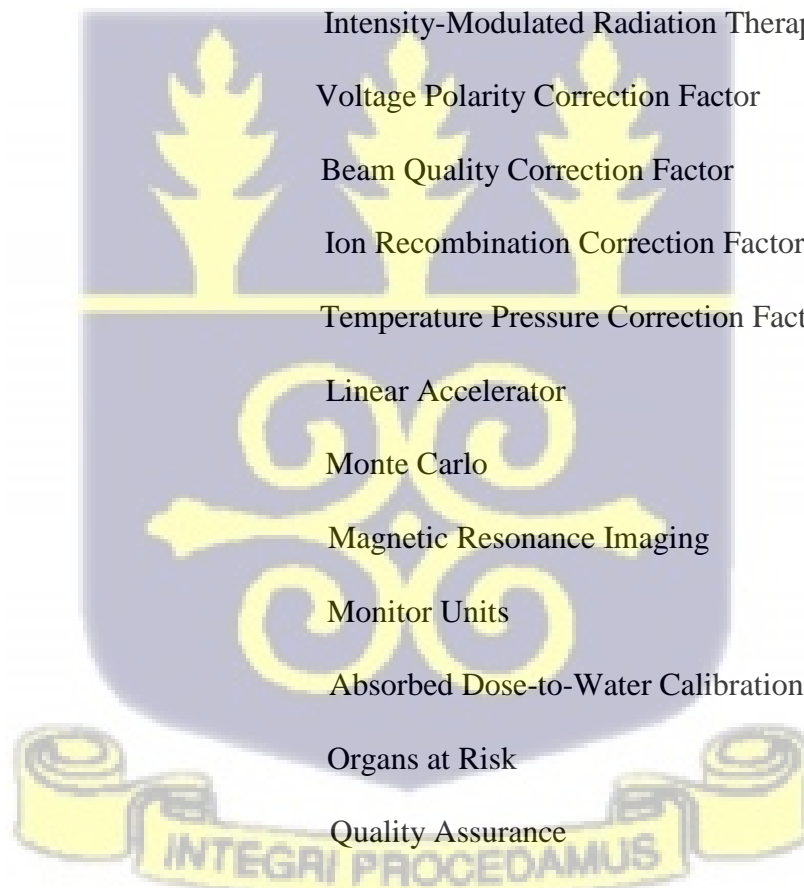 Intensity-Modulated Radiation Therap
Voltage Polarity Correction Factor
Beam Quality Correction Factor
Ion Recombination Correction Factor
Temperature Pressure Correction Fact
Linear Accelerator
Monte Carlo
Magnetic Resonance Imaging
Monitor Units
Absorbed Dose-to-Water Calibration
Organs at Risk
Quality Assurance
INTEGRI PROCEDAMUS